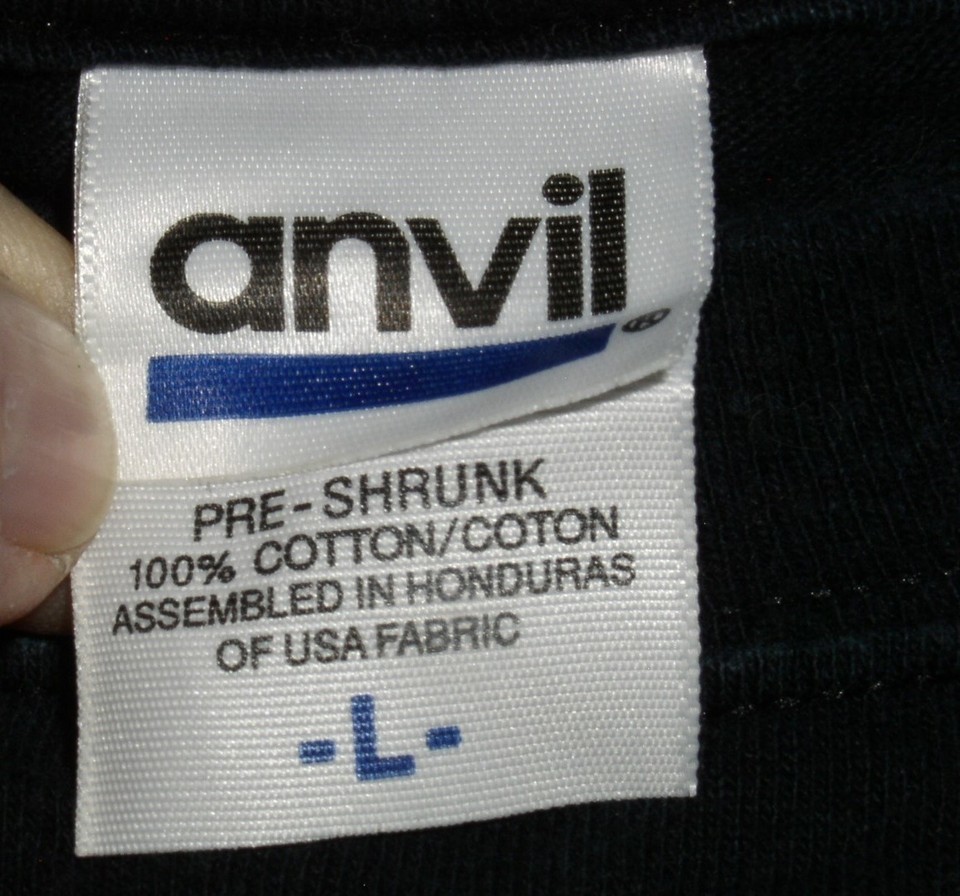 anvil®
PRE-SHRUNK
100% COTTON/COTON
ASSEMBLED IN HONDURAS
OF USA FABRIC
-L-